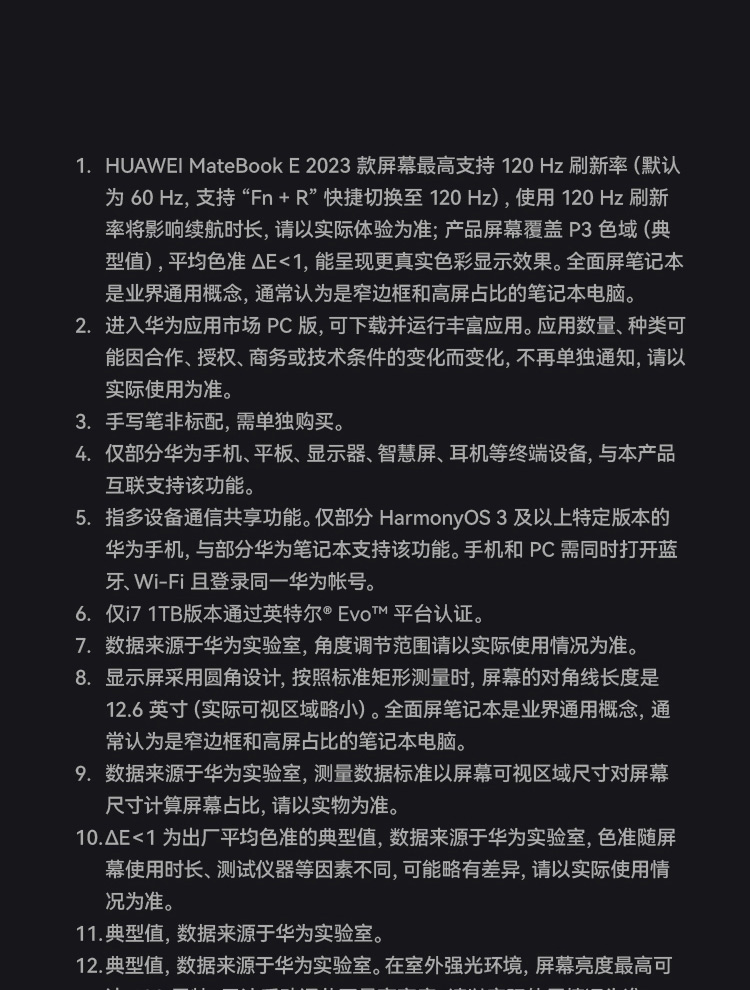 1. HUAWEI MateBook E 2023 款屏幕最高支持 120 Hz 刷新率（默认
为 60 Hz, 支持 “Fn + R” 快捷切换至 120 Hz）, 使用 120 Hz 刷新
率将影响续航时长, 请以实际体验为准; 产品屏幕覆盖 P3 色域（典
型值）, 平均色准 ΔE<1, 能呈现更真实色彩显示效果。全面屏笔记本
是业界通用概念, 通常认为是窄边框和高屏占比的笔记本电脑。
2. 进入华为应用市场 PC 版, 可下载并运行丰富应用。应用数量、种类可
能因合作、授权、商务或技术条件的变化而变化, 不再单独通知, 请以
实际使用为准。
3. 手写笔非标配, 需单独购买。
4. 仅部分华为手机、平板、显示器、智慧屏、耳机等终端设备, 与本产品
互联支持该功能。
5. 指多设备通信共享功能。仅部分 HarmonyOS 3 及以上特定版本的
华为手机, 与部分华为笔记本支持该功能。手机和 PC 需同时打开蓝
牙、Wi-Fi 且登录同一华为帐号。
6. 仅i7 1TB版本通过英特尔® Evo™ 平台认证。
7. 数据来源于华为实验室, 角度调节范围请以实际使用情况为准。
8. 显示屏采用圆角设计, 按照标准矩形测量时, 屏幕的对角线长度是
12.6 英寸（实际可视区域略小）。全面屏笔记本是业界通用概念, 通
常认为是窄边框和高屏占比的笔记本电脑。
9. 数据来源于华为实验室, 测量数据标准以屏幕可视区域尺寸对屏幕
尺寸计算屏幕占比, 请以实物为准。
10.ΔE<1 为出厂平均色准的典型值, 数据来源于华为实验室, 色准随屏
幕使用时长、测试仪器等因素不同, 可能略有差异, 请以实际使用情
况为准。
11.典型值, 数据来源于华为实验室。
12.典型值, 数据来源于华为实验室。在室外强光环境, 屏幕亮度最高可